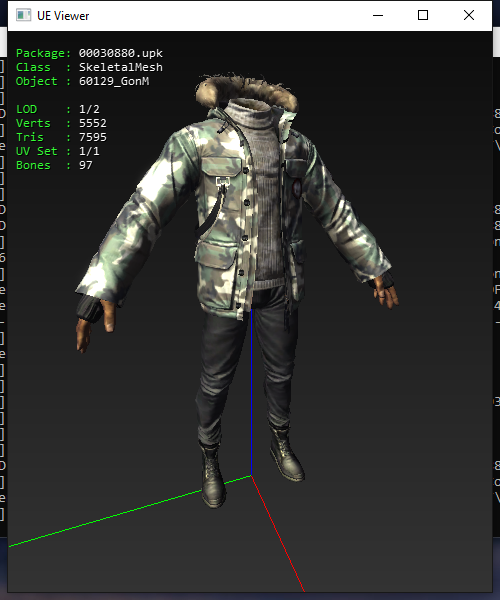 UE Viewer
Package: 00030880.upk
Class : SkeletalMesh
Object : 60129_GonM
LOD : 1/2
Verts : 5552
Tris : 7595
UV Set : 1/1
Bones : 97